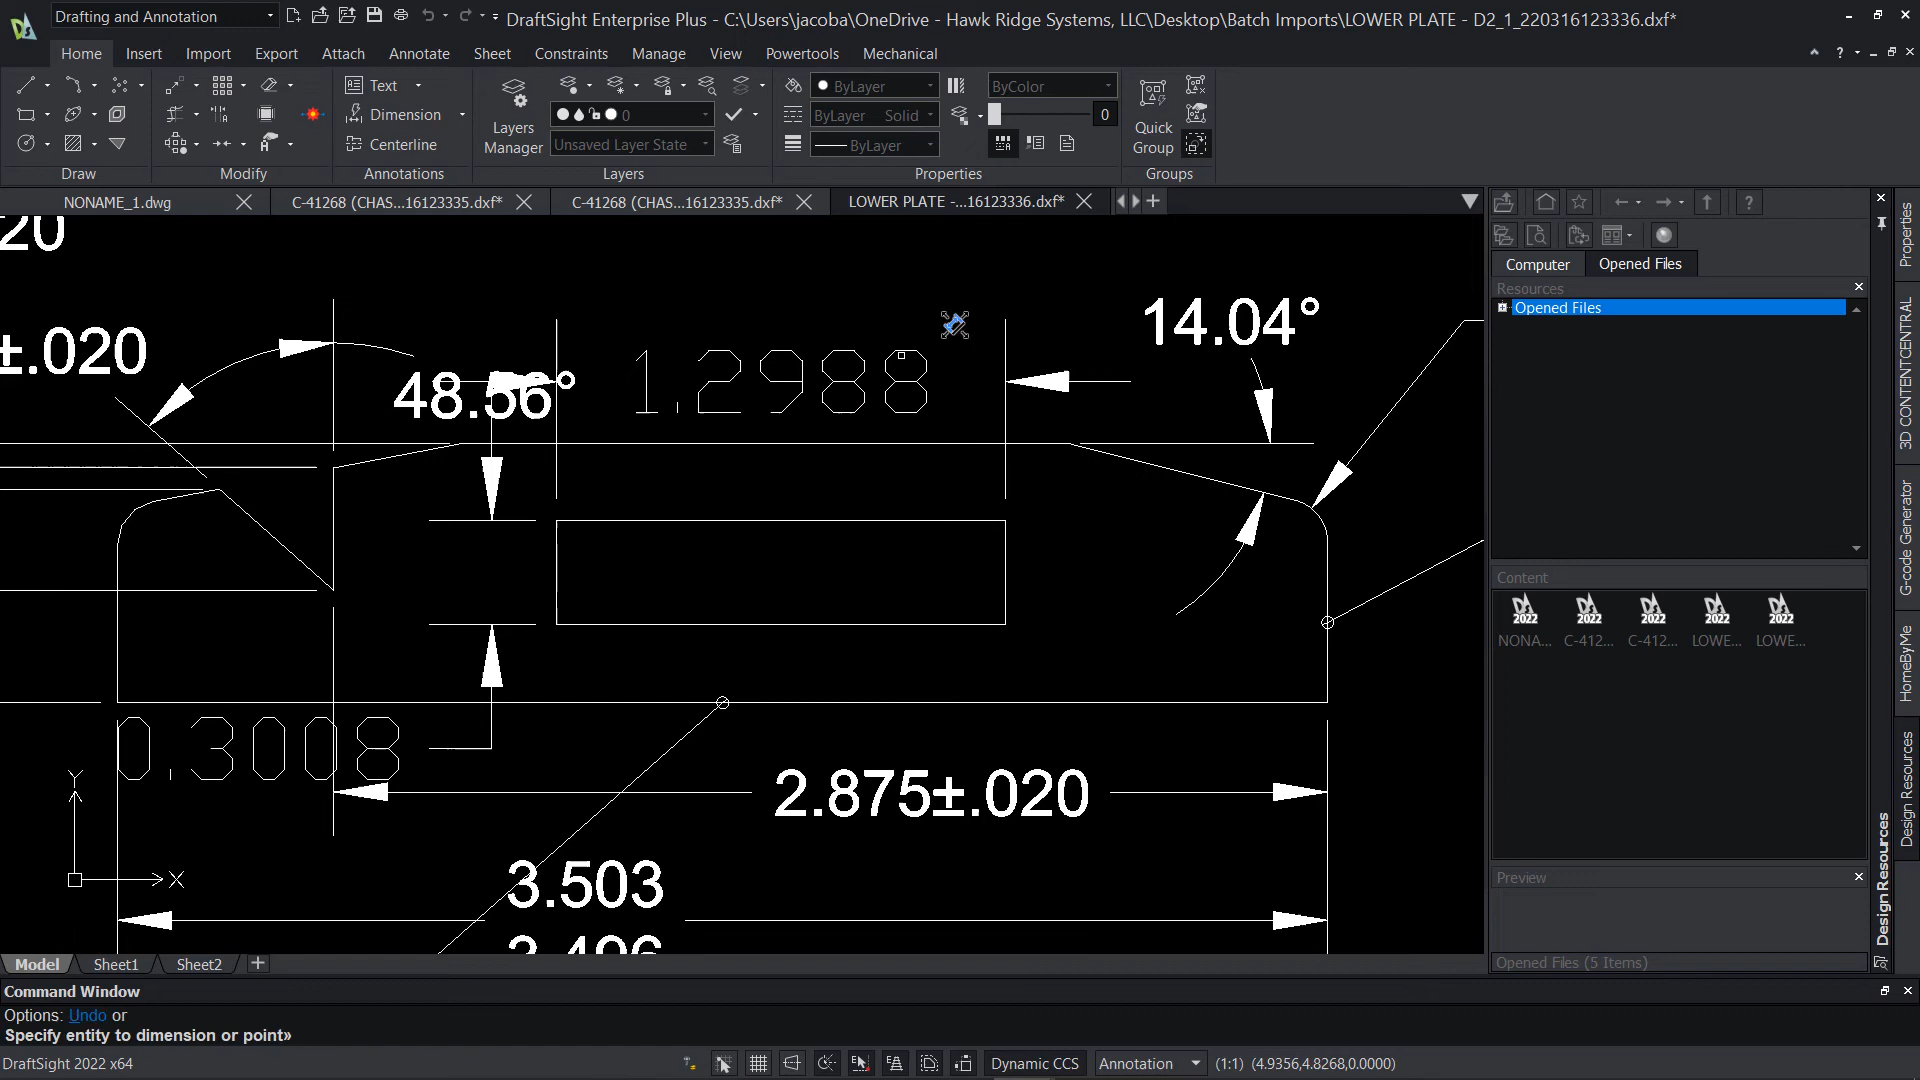 Drafting and Annotation
DraftSight Enterprise Plus - C:\Users\jacoba\OneDrive - Hawk Ridge Systems, LLC\Desktop\Batch Imports\LOWER PLATE - D2_1_220316123336.dxf*
Home Insert Import Export Attach Annotate Sheet Constraints Manage View Powertools Mechanical
Text
Dimension
Centerline
Layers
Manager
0
Unsaved Layer State
ByLayer
ByLayer Solid
ByLayer
ByColor
0
Quick
Group
Draw Modify Annotations Layers Properties Groups
NONAME_1.dwg
C-41268 (CHAS...16123335.dxf*
C-41268 (CHAS...16123335.dxf*
LOWER PLATE -...16123336.dxf*
20
±.020
48.56°
1.2988
14.04°
0.3008
2.875±.020
3.503
3.496
Y
X
Computer
Opened Files
Resources
Opened Files
Content
NONA...
C-412...
C-412...
LOWE...
LOWE...
Preview
Opened Files (5 Items)
Properties
3D CONTENTCENTRAL
G-code Generator
HomeByMe
Design Resources
Design Resources
Model
Sheet1
Sheet2
Command Window
Options: Undo or
Specify entity to dimension or point»
DraftSight 2022 x64
Dynamic CCS
Annotation
(1:1) (4.9356,4.8268,0.0000)